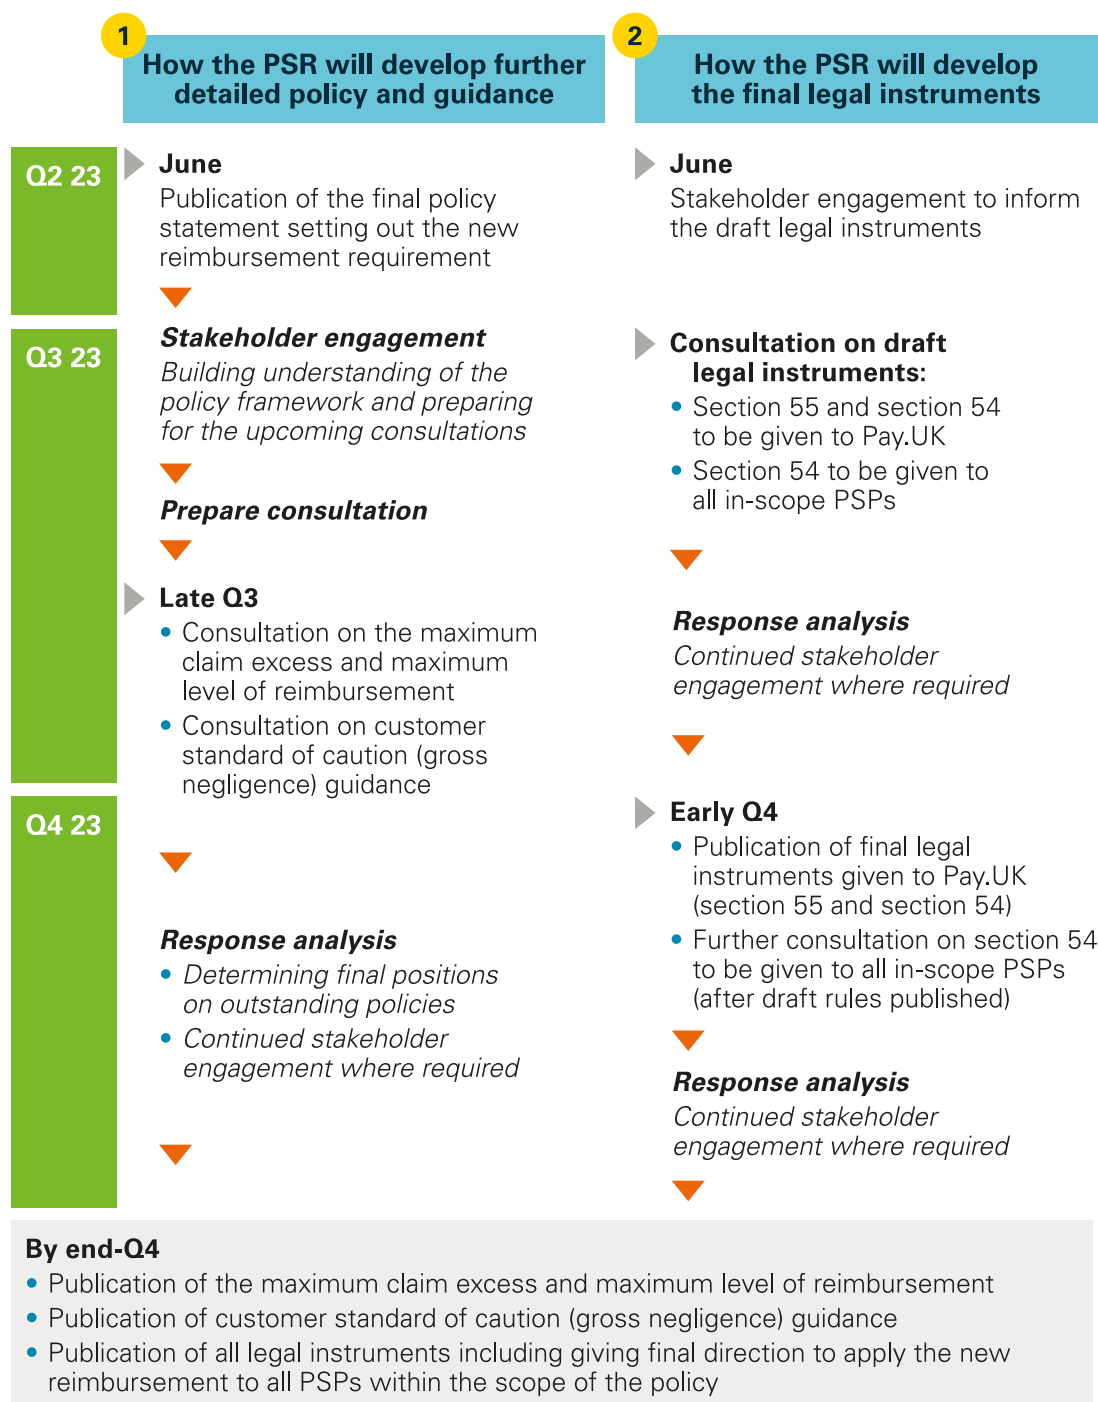 1
How the PSR will develop further
detailed policy and guidance
2
How the PSR will develop
the final legal instruments
Q2 23
June
Publication of the final policy
statement setting out the new
reimbursement requirement
June
Stakeholder engagement to inform
the draft legal instruments
Q3 23
Stakeholder engagement
Building understanding of the
policy framework and preparing
for the upcoming consultations
Prepare consultation
Late Q3
• Consultation on the maximum
claim excess and maximum
level of reimbursement
• Consultation on customer
standard of caution (gross
negligence) guidance
Consultation on draft
legal instruments:
• Section 55 and section 54
to be given to Pay.UK
• Section 54 to be given to
all in-scope PSPs
Response analysis
Continued stakeholder
engagement where required
Q4 23
Response analysis
• Determining final positions
on outstanding policies
• Continued stakeholder
engagement where required
Early Q4
• Publication of final legal
instruments given to Pay.UK
(section 55 and section 54)
• Further consultation on section 54
to be given to all in-scope PSPs
(after draft rules published)
Response analysis
Continued stakeholder
engagement where required
By end-Q4
• Publication of the maximum claim excess and maximum level of reimbursement
• Publication of customer standard of caution (gross negligence) guidance
• Publication of all legal instruments including giving final direction to apply the new
reimbursement to all PSPs within the scope of the policy